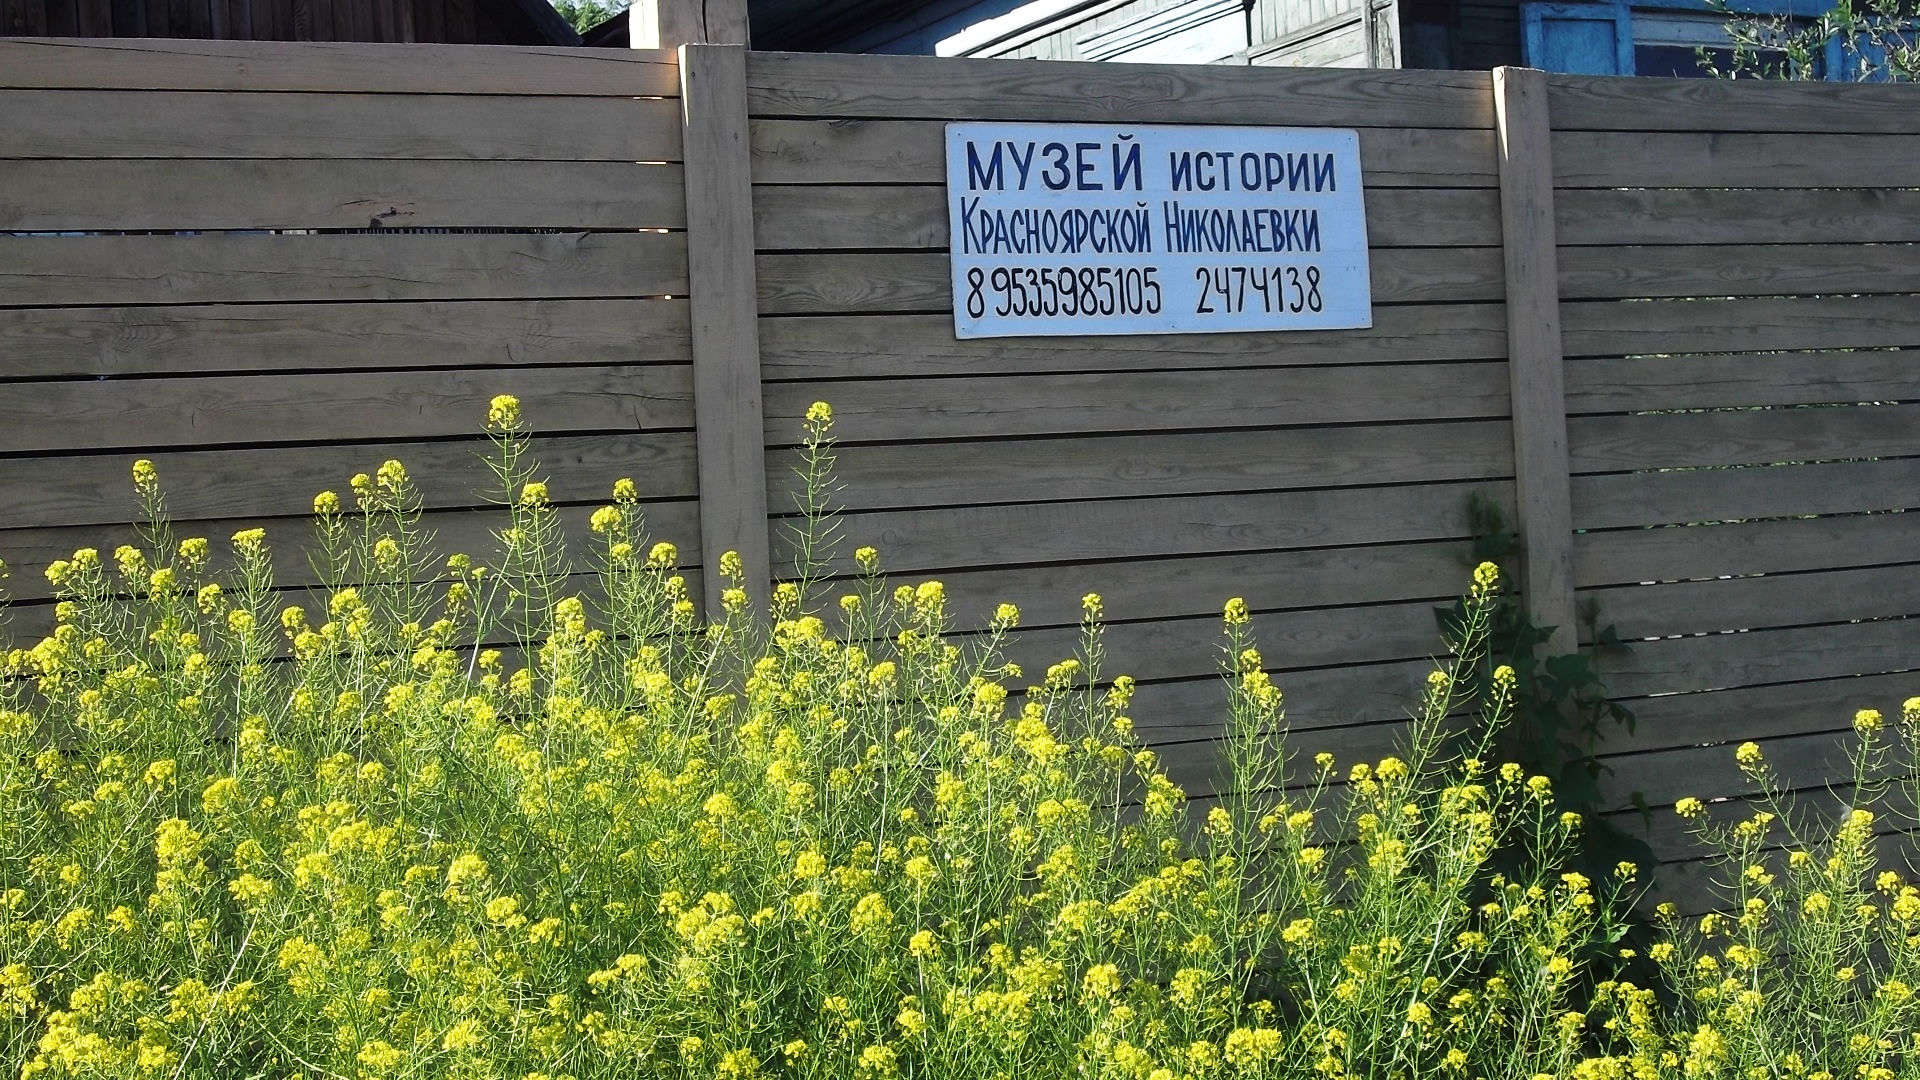 МУЗЕЙ ИСТОРИИ
КРАСНОЯРСКОЙ НИКОЛАЕВКИ
8 9535985105 2474138